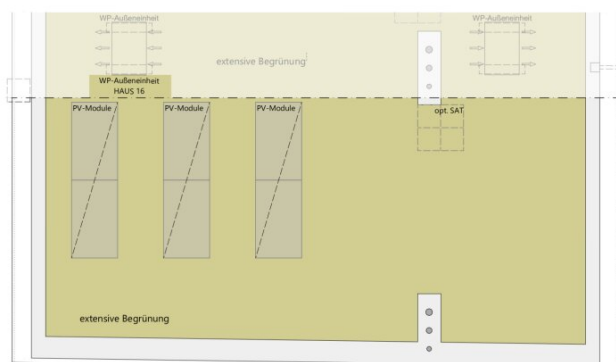 WP-Außeneinheit
WP-Außeneinheit
extensive Begrünung
WP-Außeneinheit
HAUS 16
PV-Module
PV-Module
PV-Module
opt. SAT
extensive Begrünung